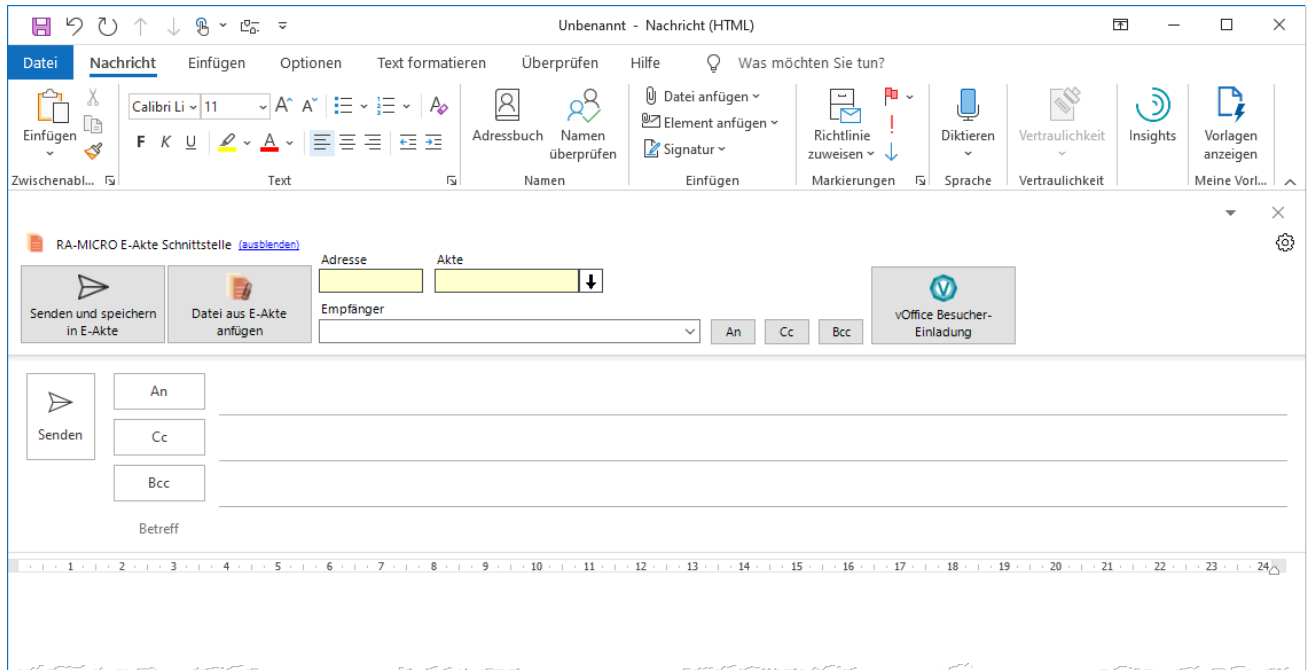 Unbenannt - Nachricht (HTML)
Datei Nachricht Einfügen Optionen Text formatieren Überprüfen Hilfe Was möchten Sie tun?
Einfügen
Calibri Li 11
F K U
Adressbuch
Namen
überprüfen
Datei anfügen
Element anfügen
Signatur
Richtlinie
zuweisen
Diktieren
Vertraulichkeit
Insights
Vorlagen
anzeigen
Zwischenabl... Text Namen Einfügen Markierungen Sprache Vertraulichkeit Meine Vorl...
RA-MICRO E-Akte Schnittstelle (ausblenden)
Senden und speichern
in E-Akte
Datei aus E-Akte
anfügen
Adresse Akte
Empfänger
An Cc Bcc
vOffice Besucher-
Einladung
Senden
An
Cc
Bcc
Betreff
1 2 3 4 5 6 7 8 9 10 11 12 13 14 15 16 17 18 19 20 21 22 23 24